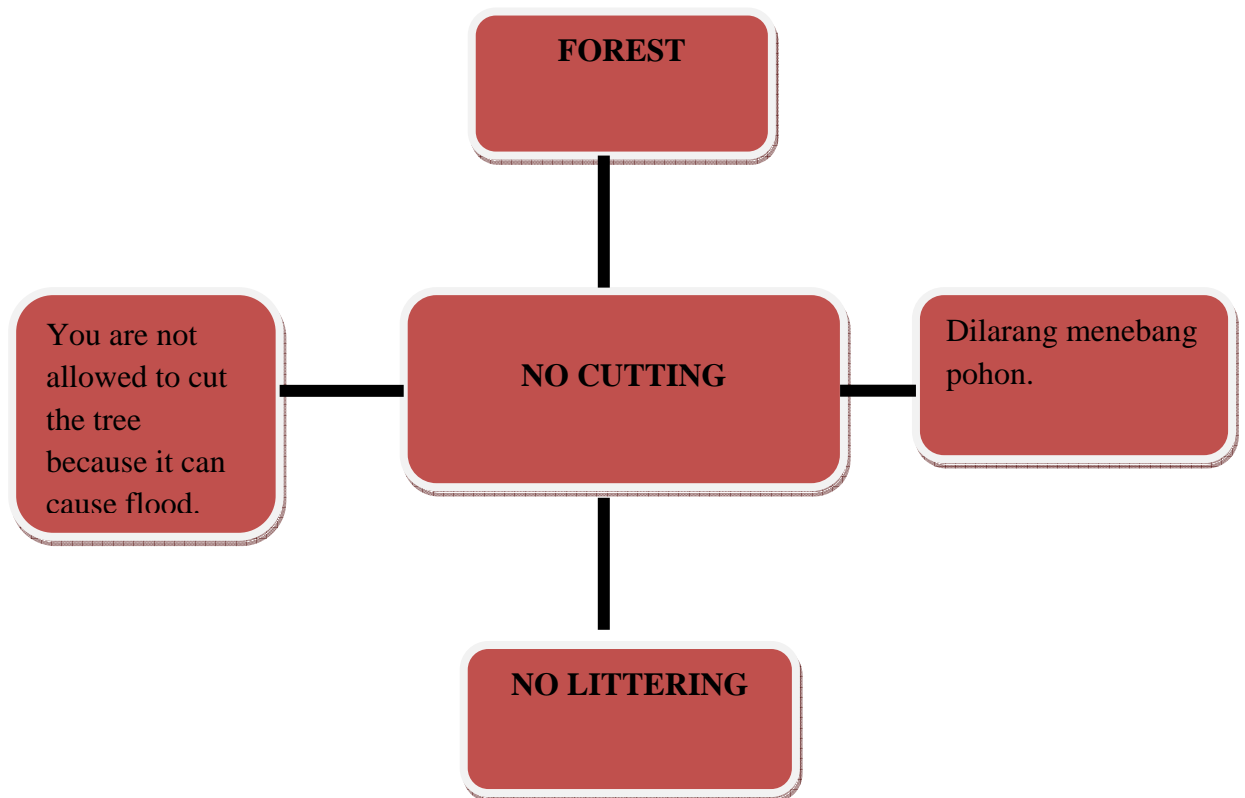 FOREST
You are not
allowed to cut
the tree
because it can
cause flood.
NO CUTTING
Dilarang menebang
pohon.
NO LITTERING